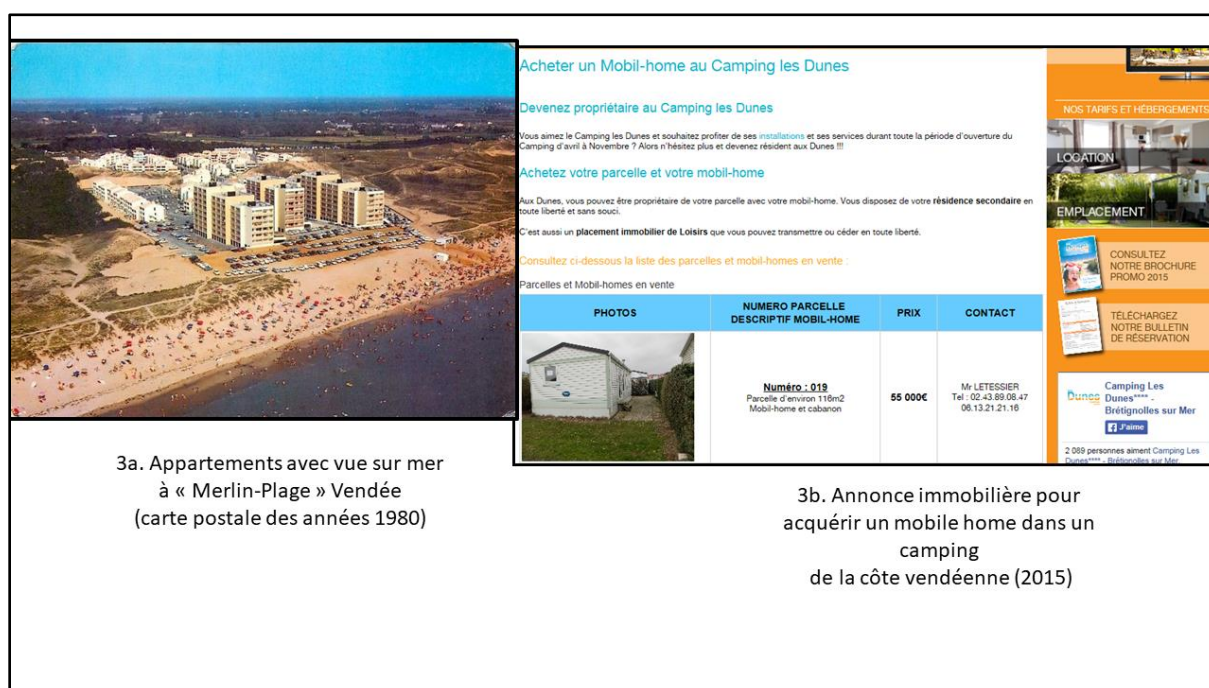 Acheter un Mobil-home au Camping les Dunes
Devenez propriétaire au Camping les Dunes
Vous aimez le Camping les Dunes et souhaitez profiter de ses installations et ses services durant toute la période d'ouverture du
Camping d'avril à Novembre ? Alors n'hésitez plus et devenez résident aux Dunes !!!
Achetez votre parcelle et votre mobil-home
Aux Dunes, vous pouvez être propriétaire de votre parcelle avec votre mobil-home. Vous disposez de votre résidence secondaire en
toute liberté et sans souci.
C'est aussi un placement immobilier de Loisirs que vous pouvez transmettre ou céder en toute liberté.
Consultez ci-dessous la liste des parcelles et mobil-homes en vente :
Parcelles et Mobil-homes en vente
PHOTOS
NUMERO PARCELLE
DESCRIPTIF MOBIL-HOME
PRIX
CONTACT
Numéro : 019
Parcelle d'environ 116m2
Mobil-home et cabanon
55 000€
Mr LETESSIER
Tel : 02.43.89.08.47
06.13.21.21.16
NOS TARIFS ET HÉBERGEMENTS
LOCATION
EMPLACEMENT
CONSULTEZ
NOTRE BROCHURE
PROMO 2015
TÉLÉCHARGEZ
NOTRE BULLETIN
DE RÉSERVATION
Dunes
Camping Les
Dunes**** -
Brétignolles sur Mer
J'aime
2 089 personnes aiment Camping Les
Dunes**** - Brétignolles sur Mer
3a. Appartements avec vue sur mer
à « Merlin-Plage » Vendée
(carte postale des années 1980)
3b. Annonce immobilière pour
acquérir un mobile home dans un
camping
de la côte vendéenne (2015)